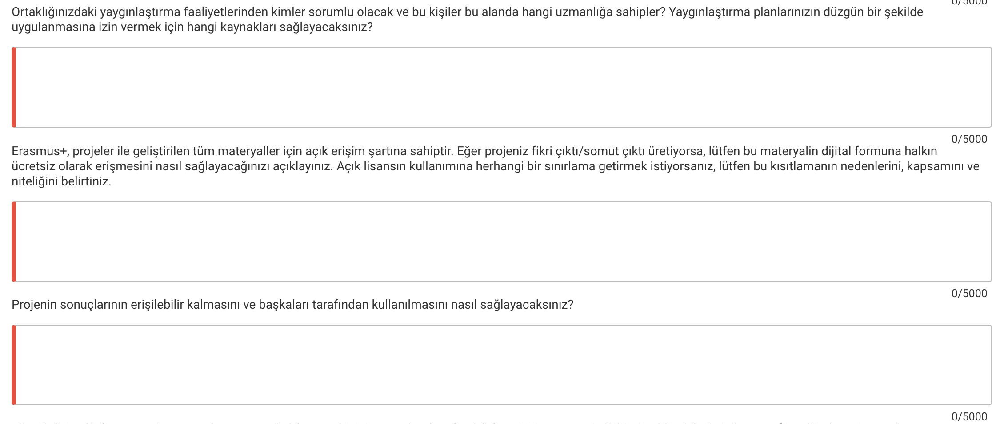 0/5000
Ortaklığınızdaki yaygınlaştırma faaliyetlerinden kimler sorumlu olacak ve bu kişiler bu alanda hangi uzmanlığa sahipler? Yaygınlaştırma planlarınızın düzgün bir şekilde
uygulanmasına izin vermek için hangi kaynakları sağlayacaksınız?
0/5000
Erasmus+, projeler ile geliştirilen tüm materyaller için açık erişim şartına sahiptir. Eğer projeniz fikri çıktı/somut çıktı üretiyorsa, lütfen bu materyalin dijital formuna halkın
ücretsiz olarak erişmesini nasıl sağlayacağınızı açıklayınız. Açık lisansın kullanımına herhangi bir sınırlama getirmek istiyorsanız, lütfen bu kısıtlamanın nedenlerini, kapsamını ve
niteliğini belirtiniz.
0/5000
Projenin sonuçlarının erişilebilir kalmasını ve başkaları tarafından kullanılmasını nasıl sağlayacaksınız?
0/5000